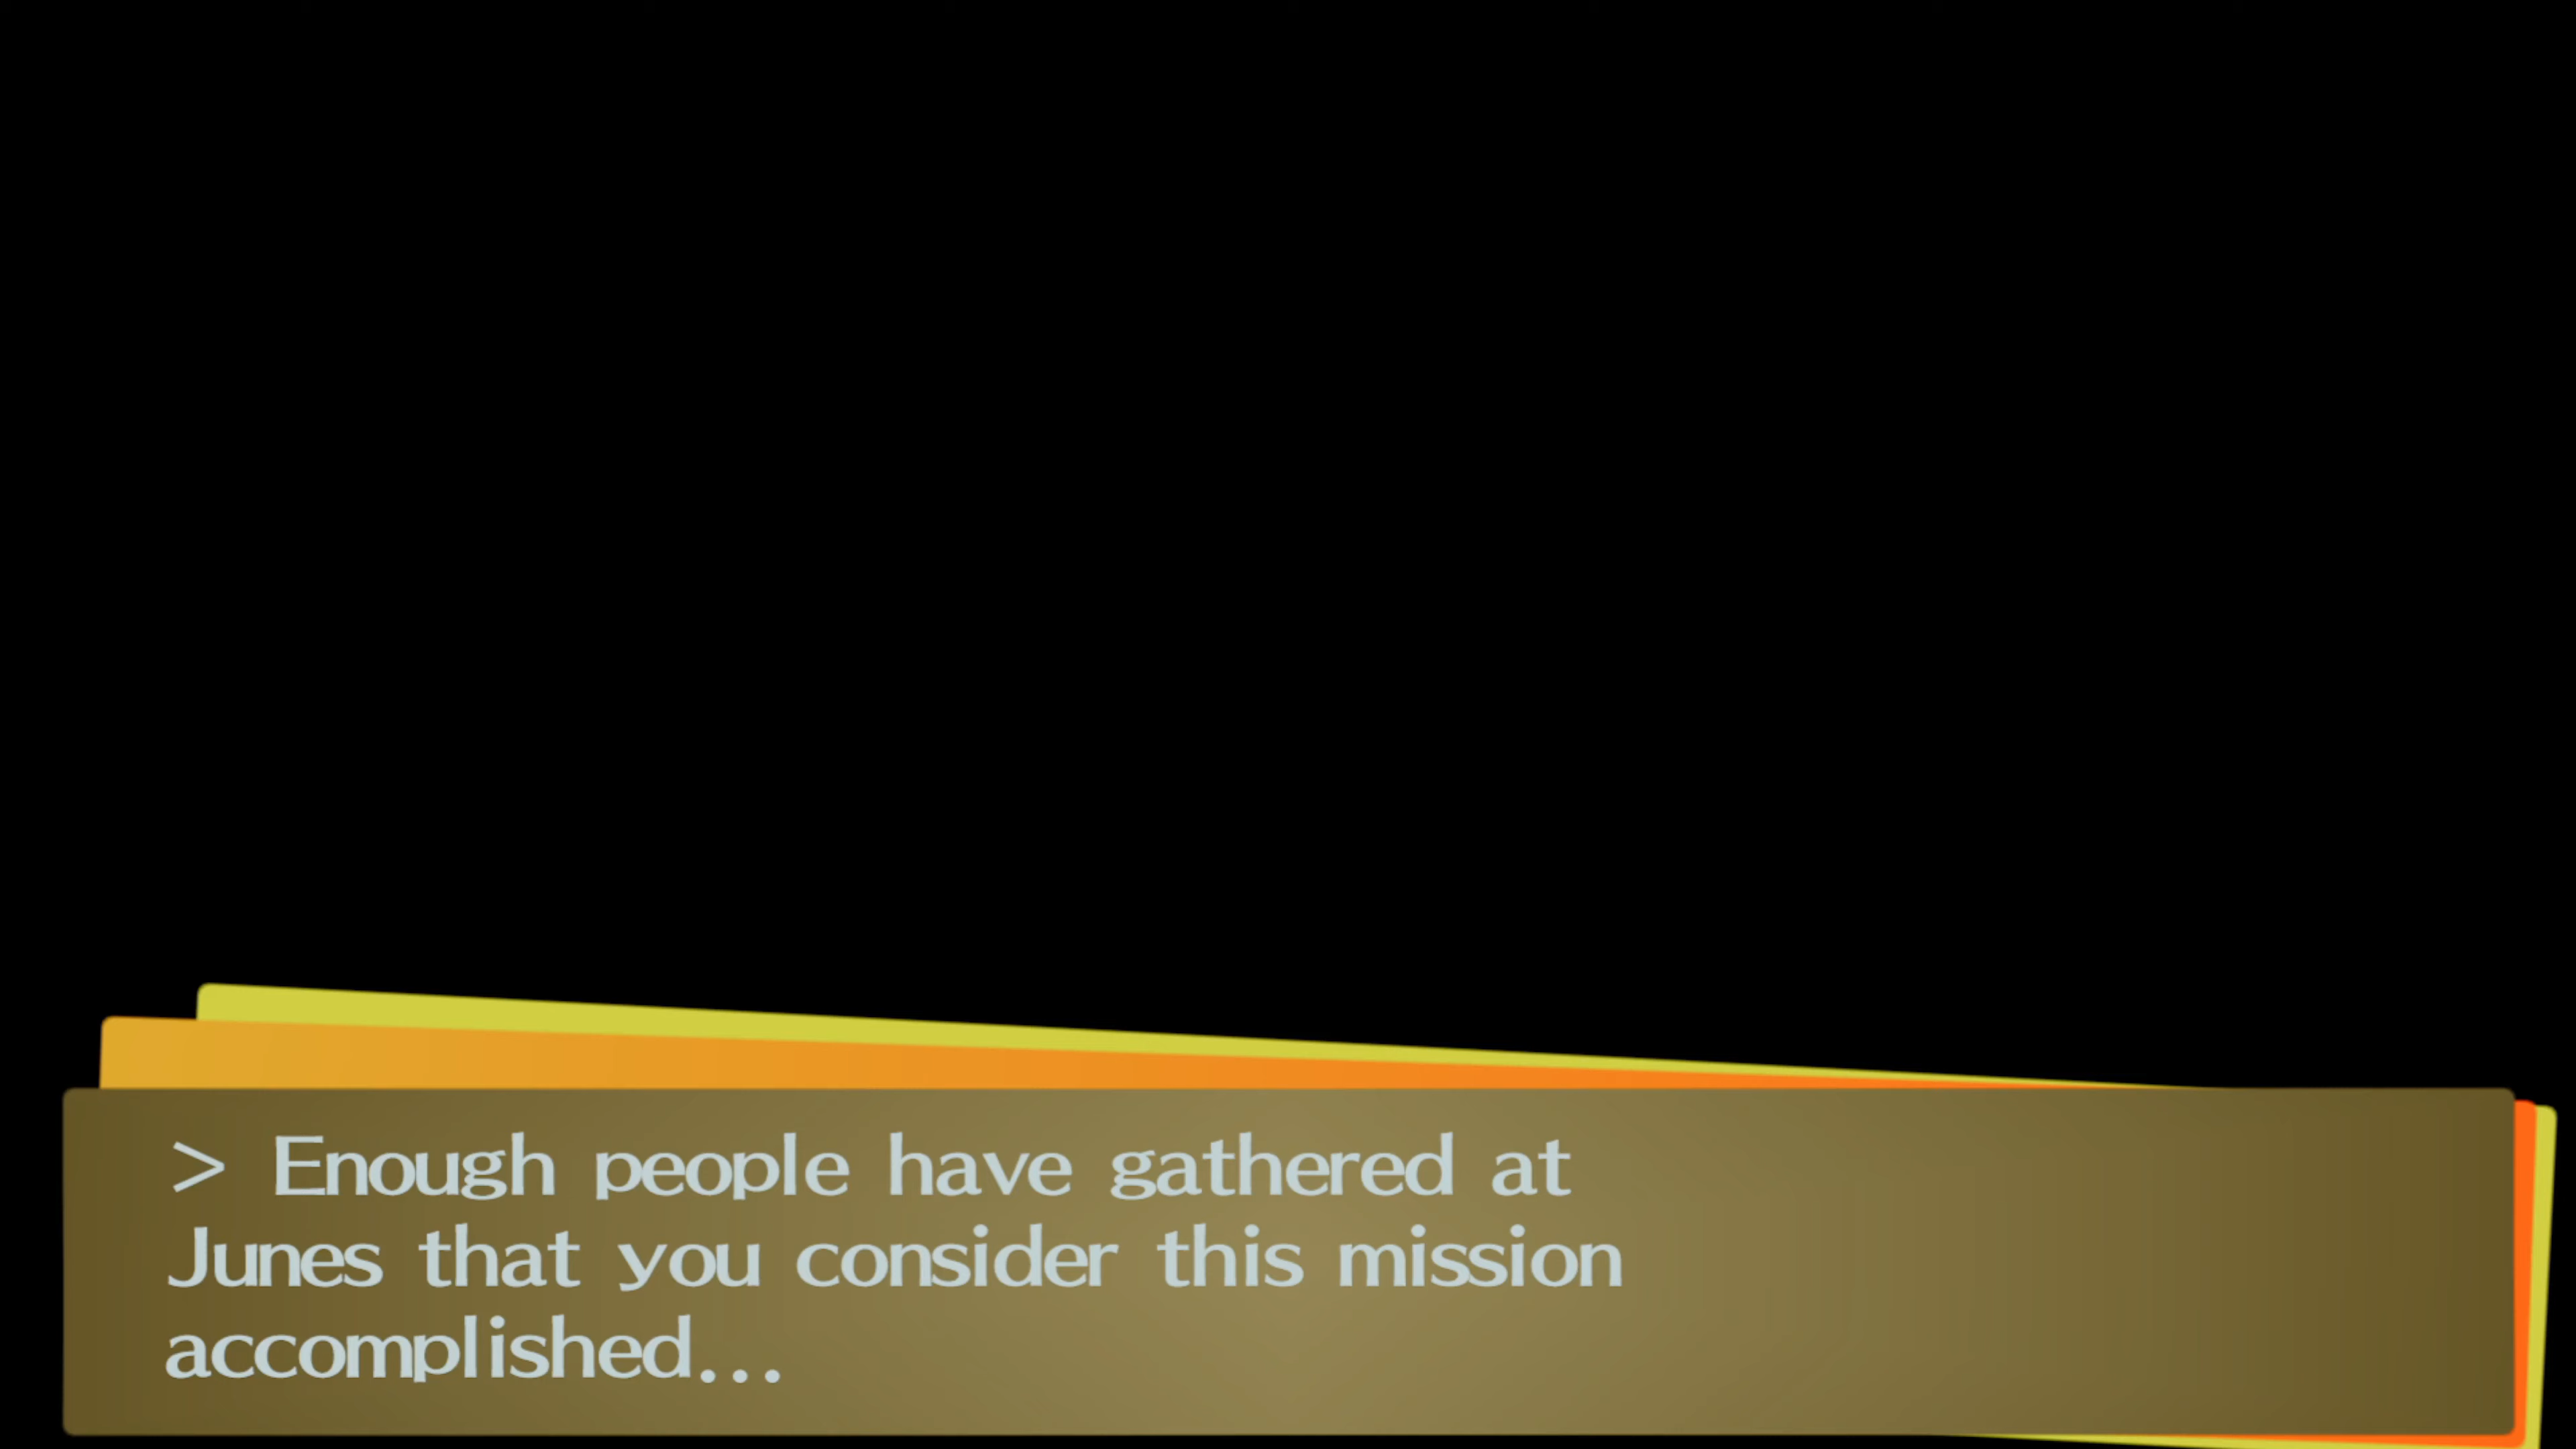 > Enough people have gathered at
Junes that you consider this mission
accomplished...